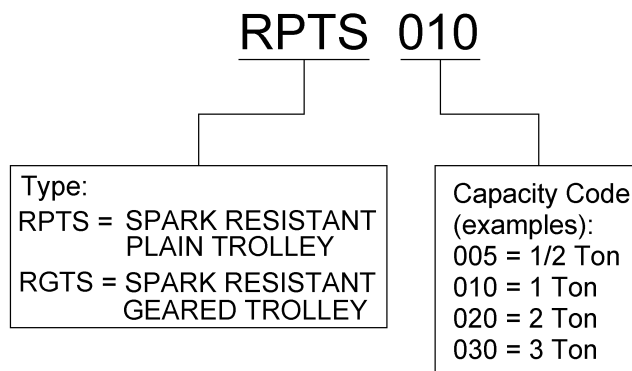 RPTS 010
Type:
RPTS = SPARK RESISTANT
PLAIN TROLLEY
RGTS = SPARK RESISTANT
GEARED TROLLEY
Capacity Code
(examples):
005 = 1/2 Ton
010 = 1 Ton
020 = 2 Ton
030 = 3 Ton